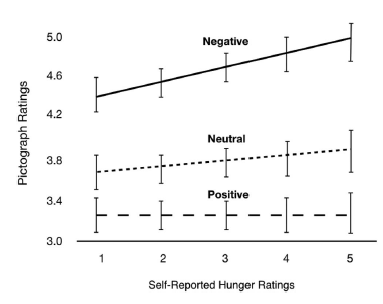 5.0
Negative
4.6
4.2
Neutral
3.8
Positive
3.4
3.0
1 2 3 4 5
Pictograph Ratings
Self-Reported Hunger Ratings